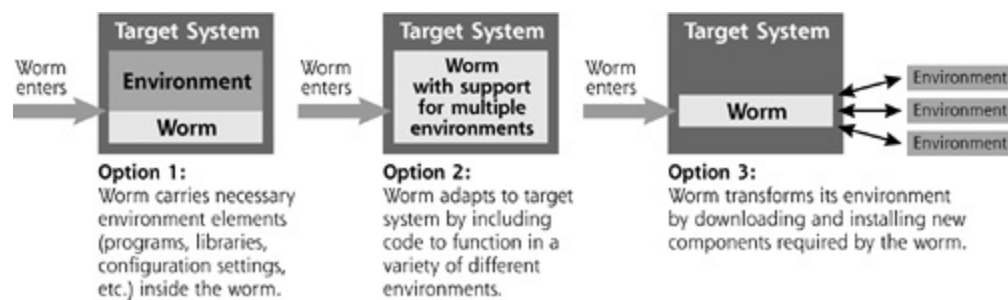 Target System
Worm
enters
Environment
Worm
Option 1:
Worm carries necessary
environment elements
(programs, libraries,
configuration settings,
etc.) inside the worm.
Target System
Worm
enters
Worm
with support
for multiple
environments
Option 2:
Worm adapts to target
system by including
code to function in a
variety of different
environments.
Target System
Worm
enters
Worm
Environment
Environment
Environment
Option 3:
Worm transforms its environment
by downloading and installing new
components required by the worm.